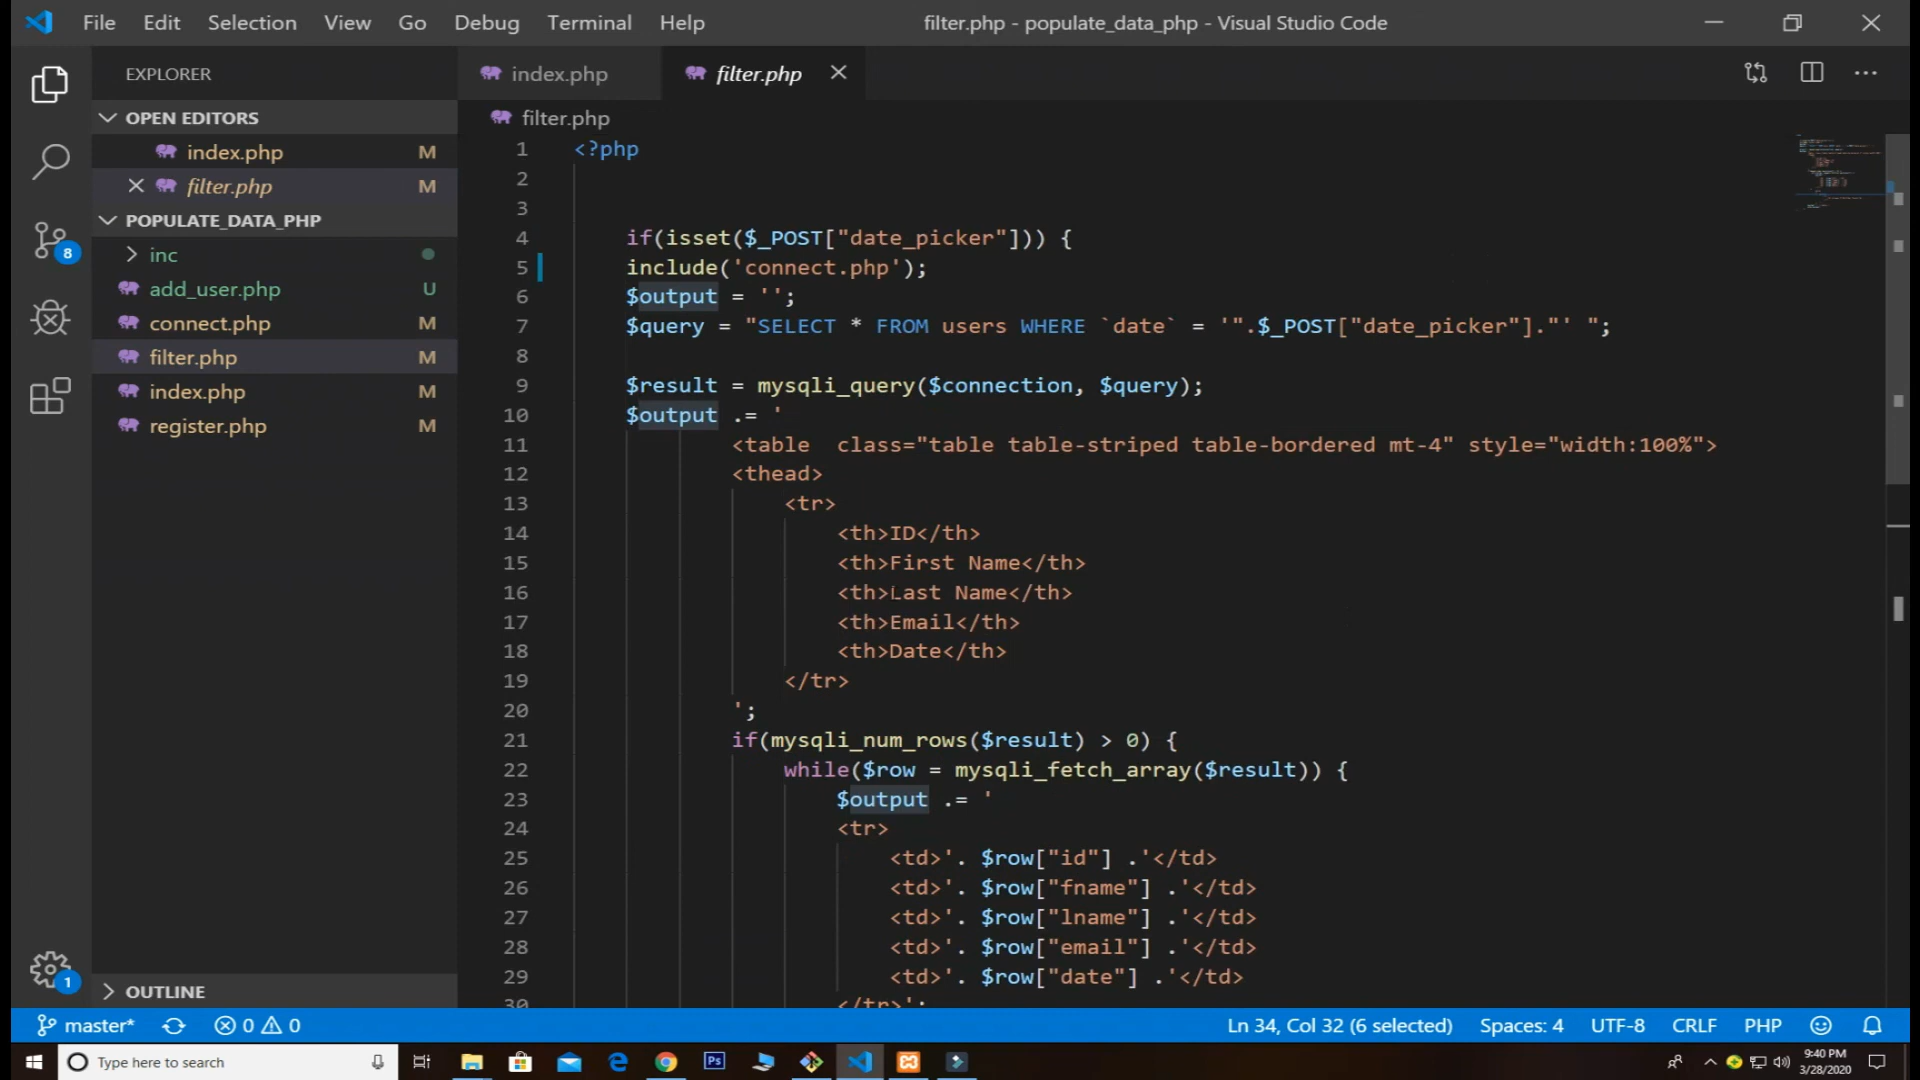 File Edit Selection View Go Debug Terminal Help
filter.php - populate_data_php - Visual Studio Code
EXPLORER
OPEN EDITORS
index.php M
filter.php M
POPULATE_DATA_PHP
inc
add_user.php U
connect.php M
filter.php M
index.php M
register.php M
OUTLINE
8
1
index.php
filter.php
filter.php
1 <?php
2
3
4 if(isset($_POST["date_picker"])) {
5 include('connect.php');
6 $output = '';
7 $query = "SELECT * FROM users WHERE `date` = '".$_POST["date_picker"]."' ";
8
9 $result = mysqli_query($connection, $query);
10 $output .= '
11 <table  class="table table-striped table-bordered mt-4" style="width:100%">
12 <thead>
13 <tr>
14 <th>ID</th>
15 <th>First Name</th>
16 <th>Last Name</th>
17 <th>Email</th>
18 <th>Date</th>
19 </tr>
20 ';
21 if(mysqli_num_rows($result) > 0) {
22 while($row = mysqli_fetch_array($result)) {
23 $output .= '
24 <tr>
25 <td>'. $row["id"] .'</td>
26 <td>'. $row["fname"] .'</td>
27 <td>'. $row["lname"] .'</td>
28 <td>'. $row["email"] .'</td>
29 <td>'. $row["date"] .'</td>
30 </tr>';
master* 0 0
Ln 34, Col 32 (6 selected) Spaces: 4 UTF-8 CRLF PHP
Type here to search
Ps
9:40 PM
3/28/2020